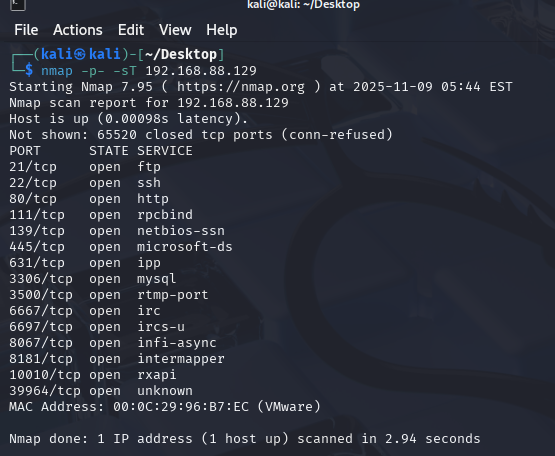 kali@kali: ~/Desktop
File Actions Edit View Help
┌──(kali㉿kali)-[~/Desktop]
└─$ nmap -p- -sT 192.168.88.129
Starting Nmap 7.95 ( https://nmap.org ) at 2025-11-09 05:44 EST
Nmap scan report for 192.168.88.129
Host is up (0.00098s latency).
Not shown: 65520 closed tcp ports (conn-refused)
PORT STATE SERVICE
21/tcp open ftp
22/tcp open ssh
80/tcp open http
111/tcp open rpcbind
139/tcp open netbios-ssn
445/tcp open microsoft-ds
631/tcp open ipp
3306/tcp open mysql
3500/tcp open rtmp-port
6667/tcp open irc
6697/tcp open ircs-u
8067/tcp open infi-async
8181/tcp open intermapper
10010/tcp open rxapi
39964/tcp open unknown
MAC Address: 00:0C:29:96:B7:EC (VMware)
Nmap done: 1 IP address (1 host up) scanned in 2.94 seconds